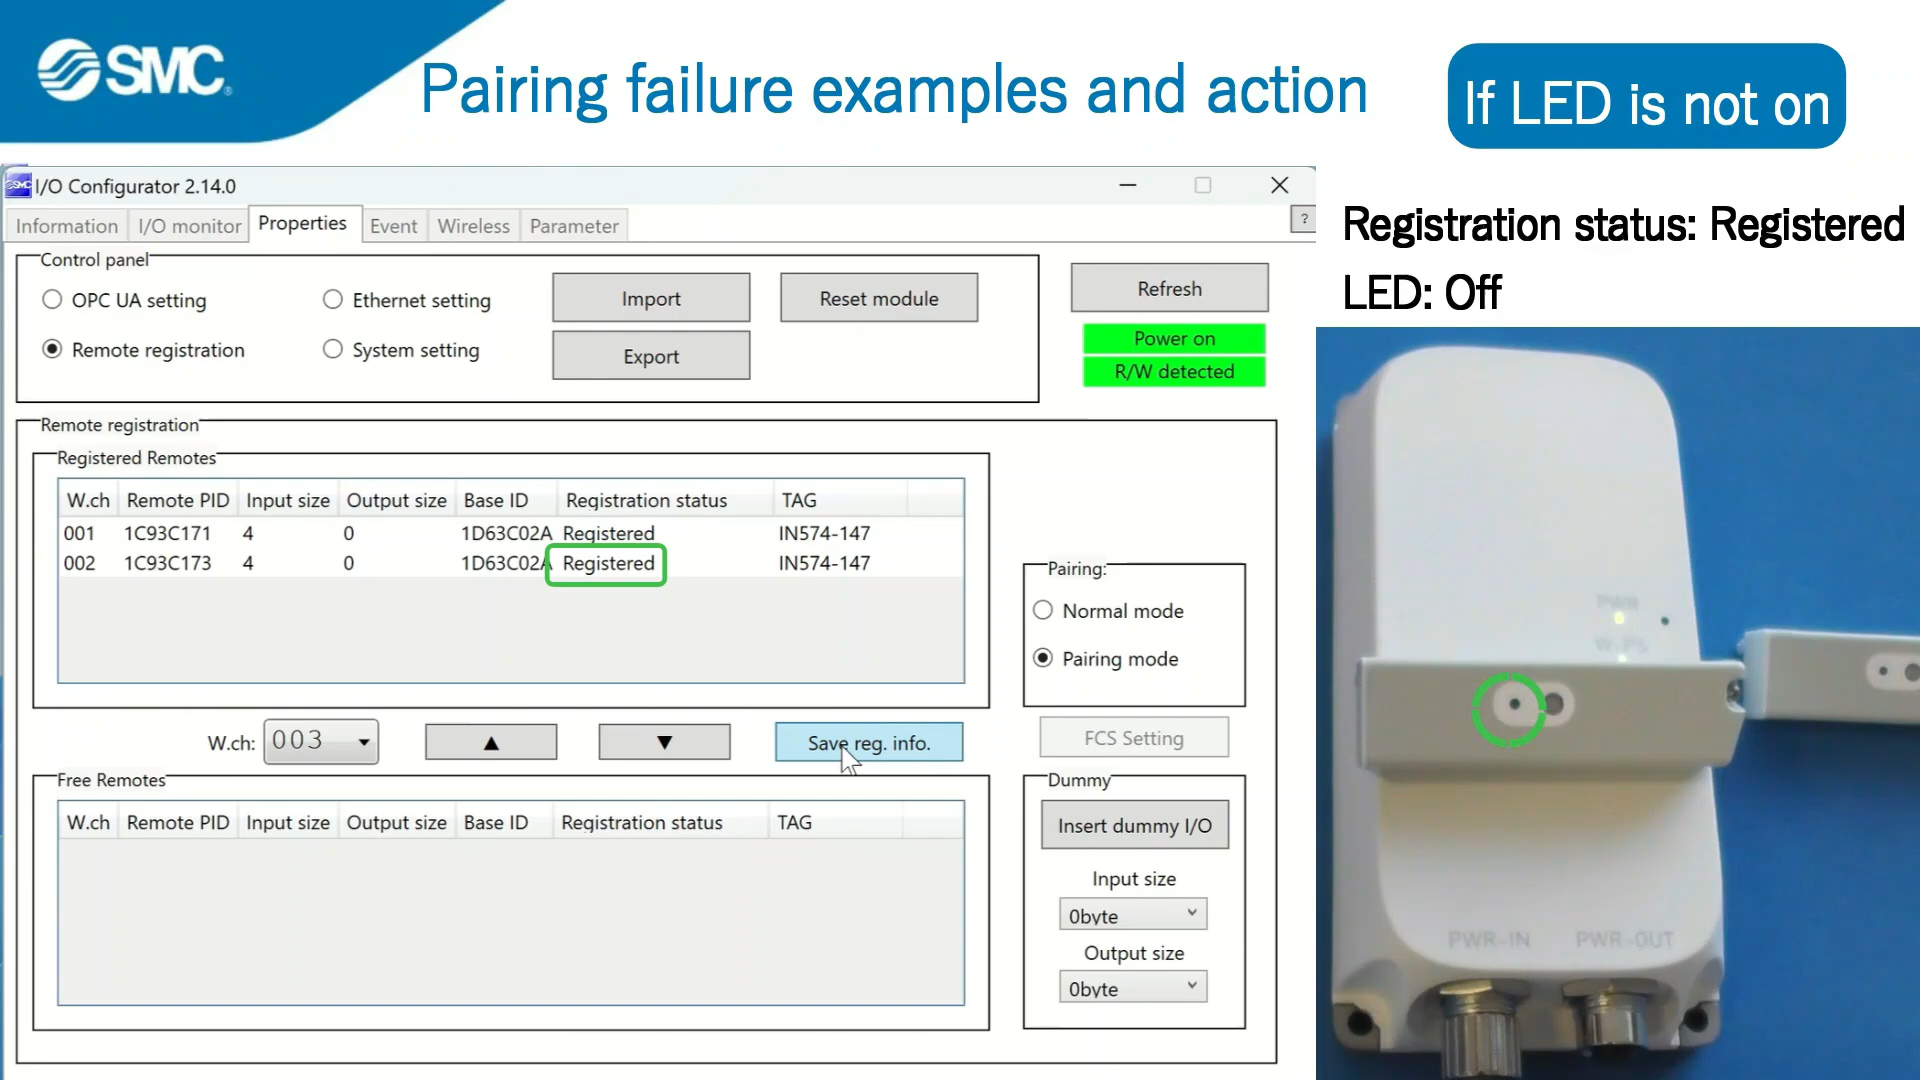 SMC
Pairing failure examples and action
If LED is not on
I/O Configurator 2.14.0
Information I/O monitor Properties Event Wireless Parameter
?
Registration status: Registered
LED: Off
Control panel
OPC UA setting
Ethernet setting
Import
Reset module
Refresh
Remote registration
System setting
Export
Power on
R/W detected
Remote registration
Registered Remotes
W.ch Remote PID Input size Output size Base ID Registration status TAG
001 1C93C171 4 0 1D63C02A Registered IN574-147
002 1C93C173 4 0 1D63C02A Registered IN574-147
Pairing:
Normal mode
Pairing mode
W.ch: 003 ▲ ▼ Save reg. info.
FCS Setting
Free Remotes
W.ch Remote PID Input size Output size Base ID Registration status TAG
Dummy
Insert dummy I/O
Input size
0byte
Output size
0byte
PWR
PWR-IN PWR-OUT